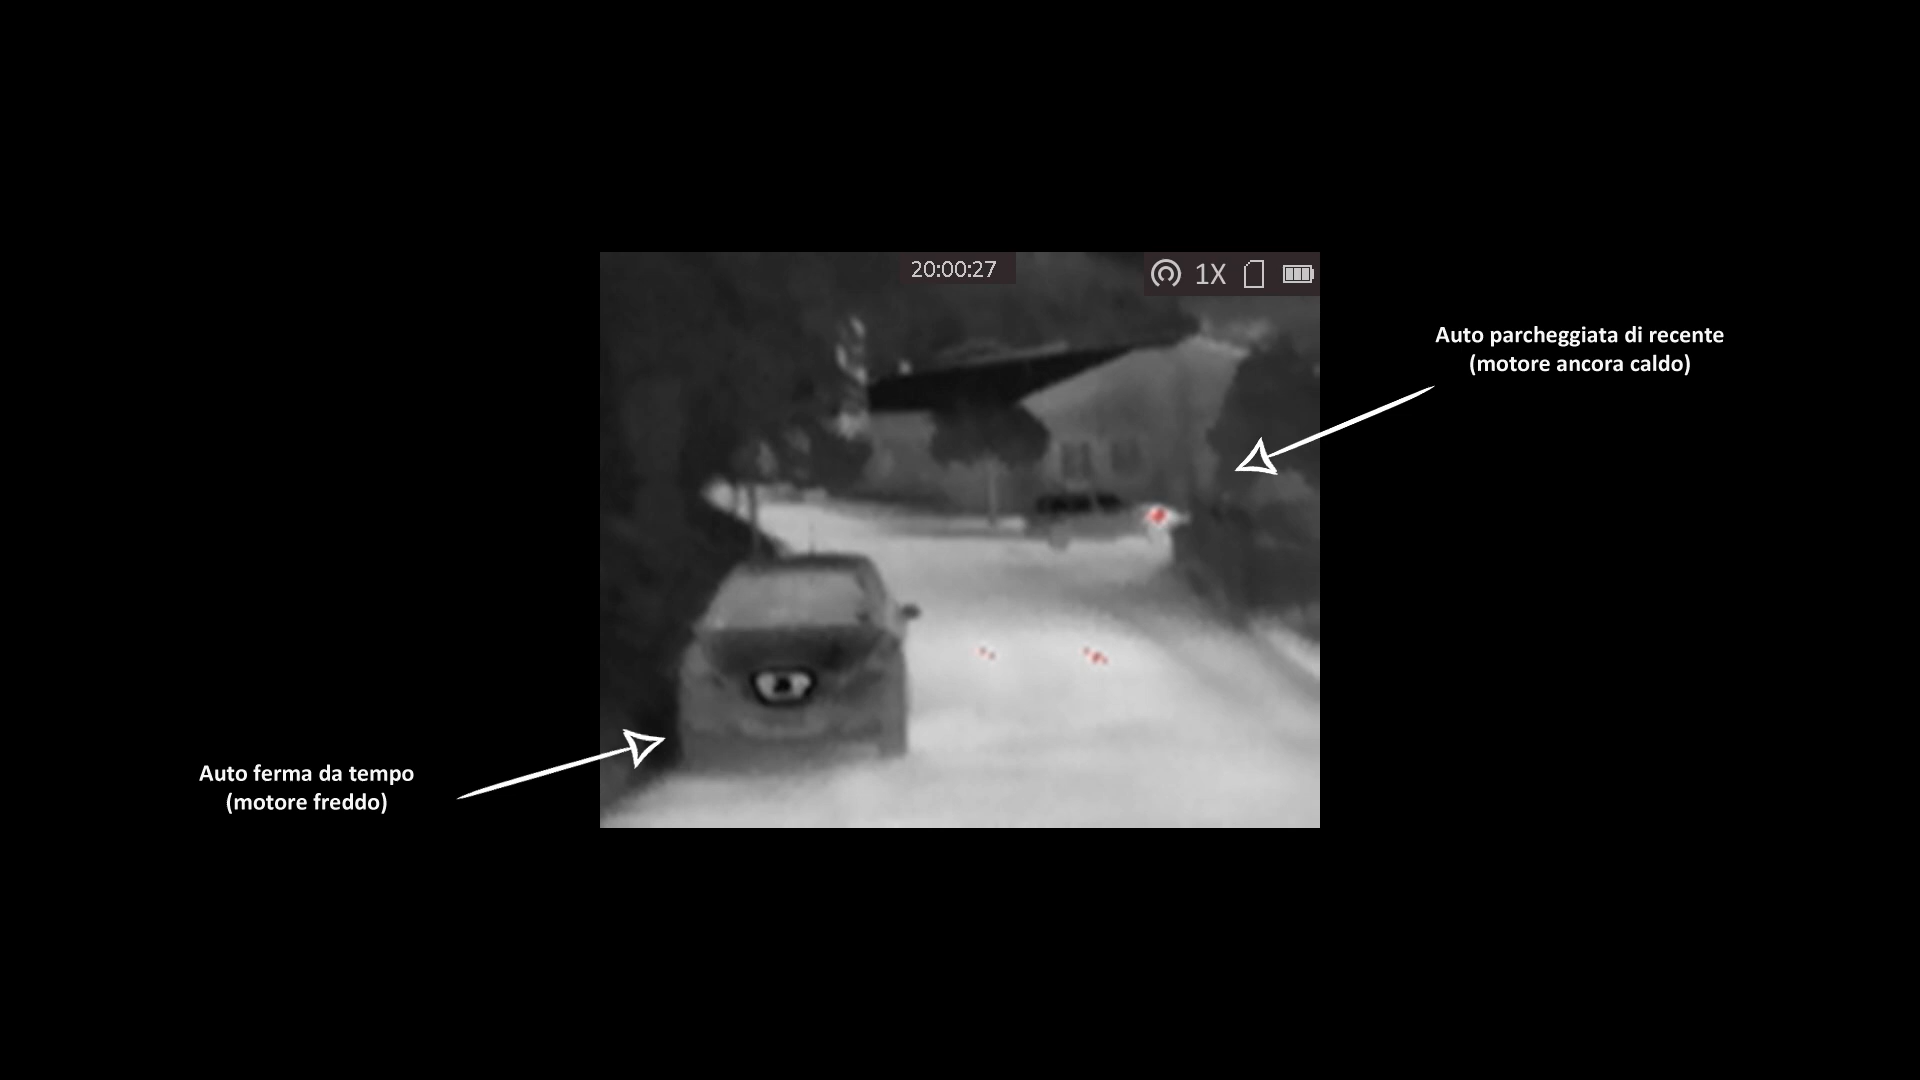 20:00:27
1X
Auto parcheggiata di recente
(motore ancora caldo)
Auto ferma da tempo
(motore freddo)